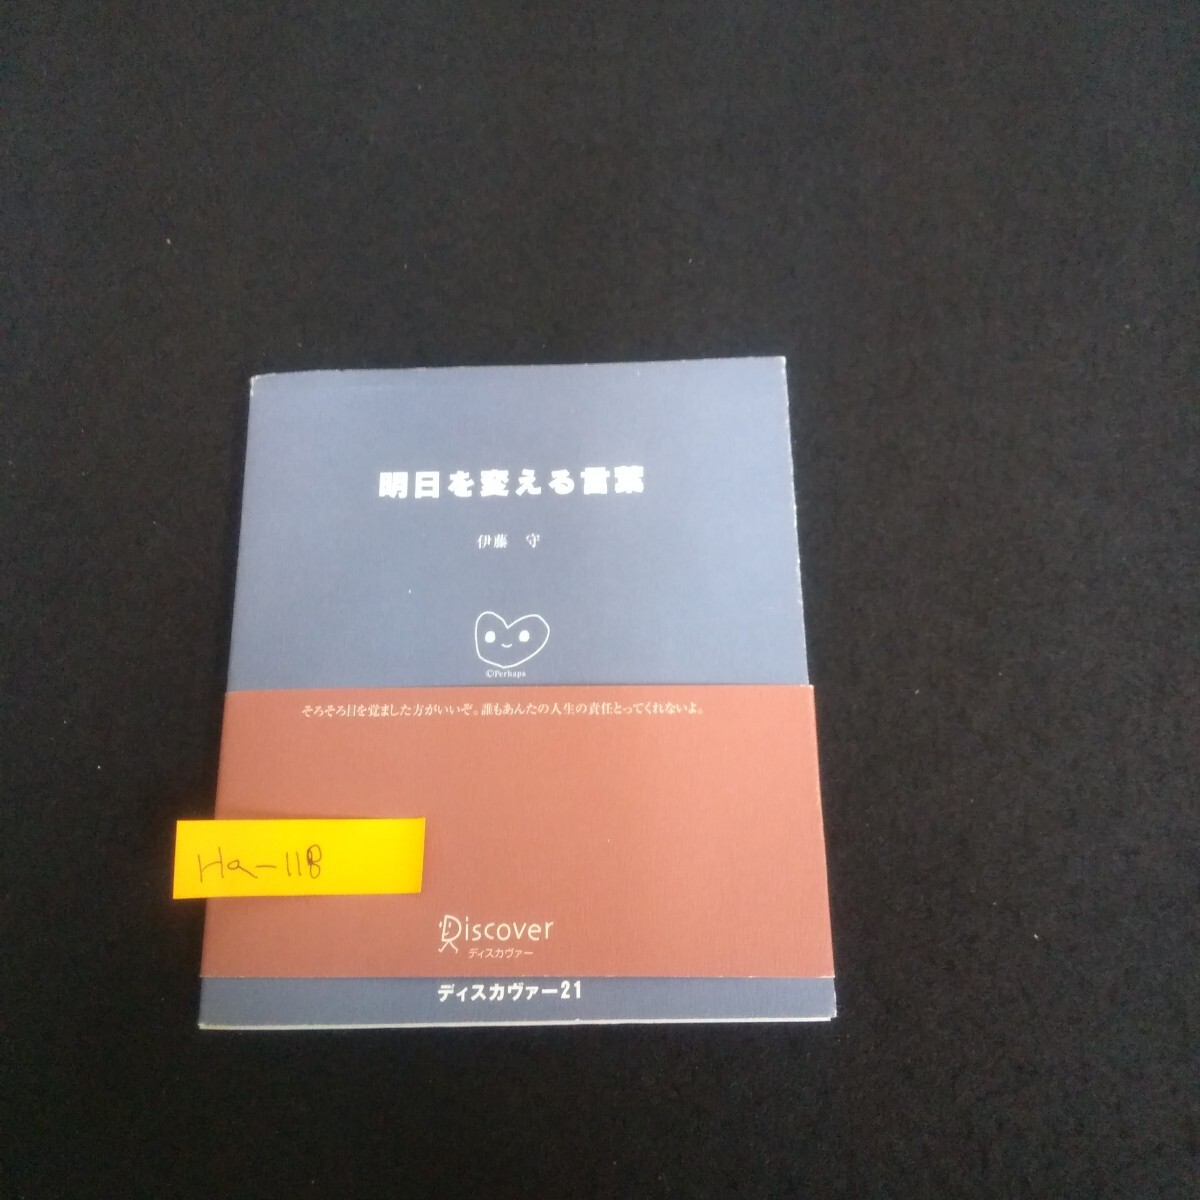 明日を変える言葉
伊藤 守
©Perhaps
そろそろ目を覚ました方がいいぞ。誰もあんたの人生の責任とってくれないよ。
Ha-118
Discover
ディスカヴァー
ディスカヴァー21